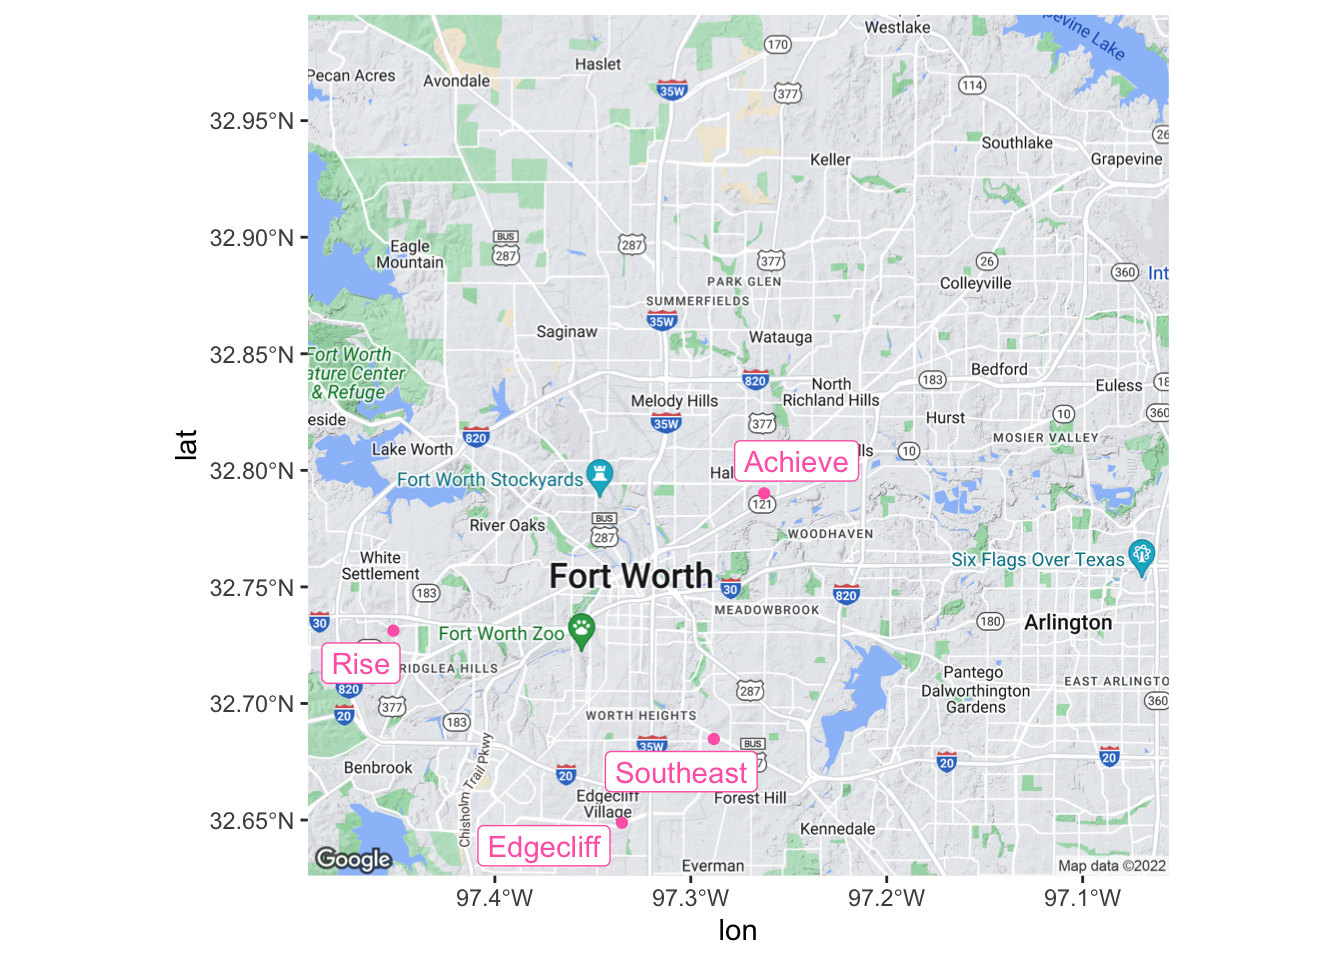 Westlake
pevine Lake
170
Haslet
Pecan Acres
Avondale
35W
377
114
32.95°N
26
Southlake
Keller
Grapevine
32.90°N
BUS
287
287
Eagle
Mountain
377
26
360
Int
PARK GLEN
Colleyville
SUMMERFIELDS
35W
Saginaw
Watauga
32.85°N
Fort Worth
ature Center
& Refuge
820
North
Richland Hills
183
Bedford
Euless
18
Melody Hills
377
Hurst
10
360
eside
35W
820
MOSIER VALLEY
Lake Worth
10
lls
Achieve
32.80°N
Fort Worth Stockyards
Hal
121
River Oaks
BUS
287
WOODHAVEN
White
Settlement
Six Flags Over Texas
Fort Worth
32.75°N
183
30
820
MEADOWBROOK
30
180
Arlington
Fort Worth Zoo
Rise
RIDGLEA HILLS
Pantego
EAST ARLINGTO
820
287
Dalworthington
Gardens
32.70°N
377
360
20
183
WORTH HEIGHTS
35W
BUS
7
20
20
Benbrook
20
Southeast
Chisholm Trail Pkwy
Edgecliff
Village
Forest Hill
32.65°N
Kennedale
Edgecliff
Google
Everman
Map data ©2022
97.4°W
97.3°W
97.2°W
97.1°W
lon
lat